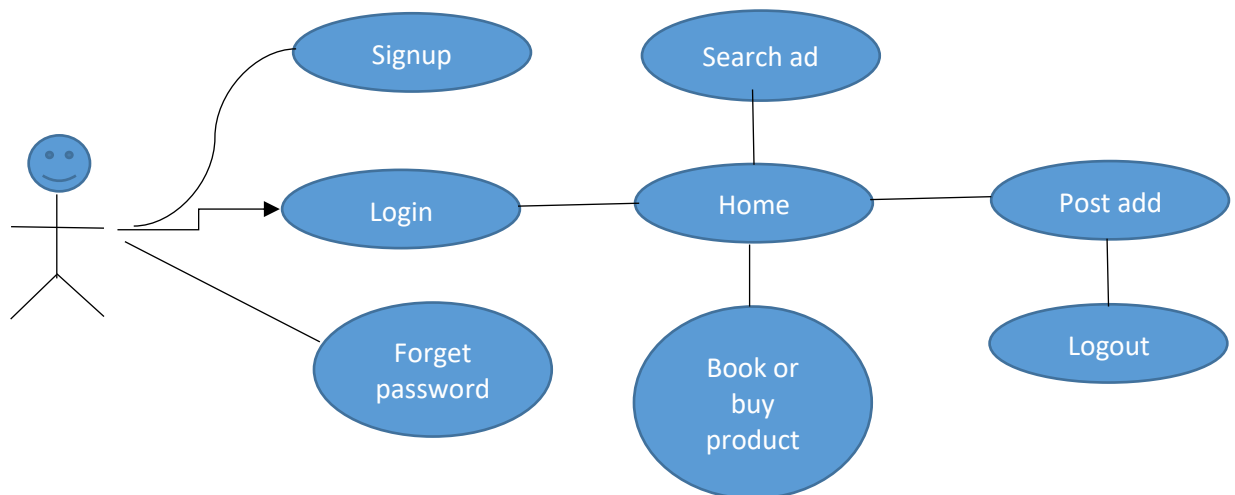 Signup
Search ad
Login
Home
Post add
Forget
password
Book or
buy
product
Logout